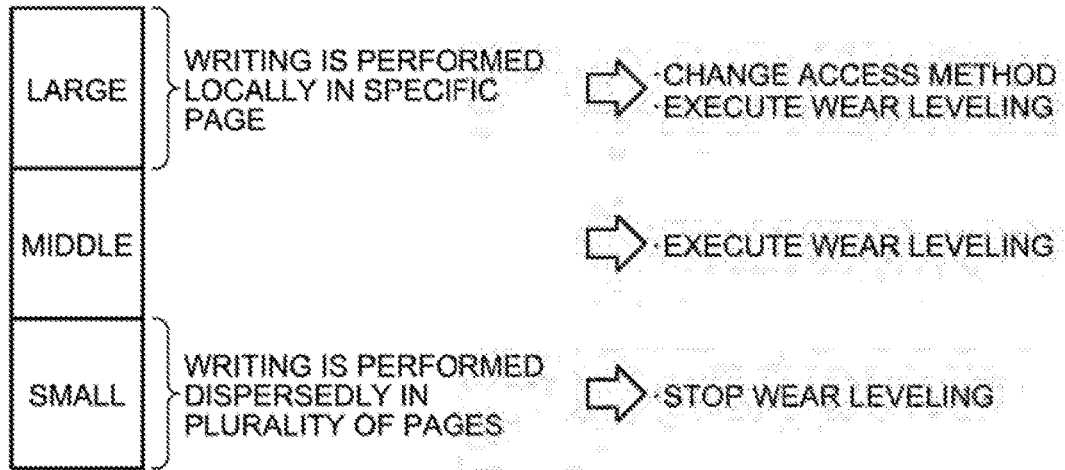 LARGE
WRITING IS PERFORMED
LOCALLY IN SPECIFIC
PAGE
·CHANGE ACCESS METHOD
·EXECUTE WEAR LEVELING
MIDDLE
·EXECUTE WEAR LEVELING
SMALL
WRITING IS PERFORMED
DISPERSEDLY IN
PLURALITY OF PAGES
·STOP WEAR LEVELING